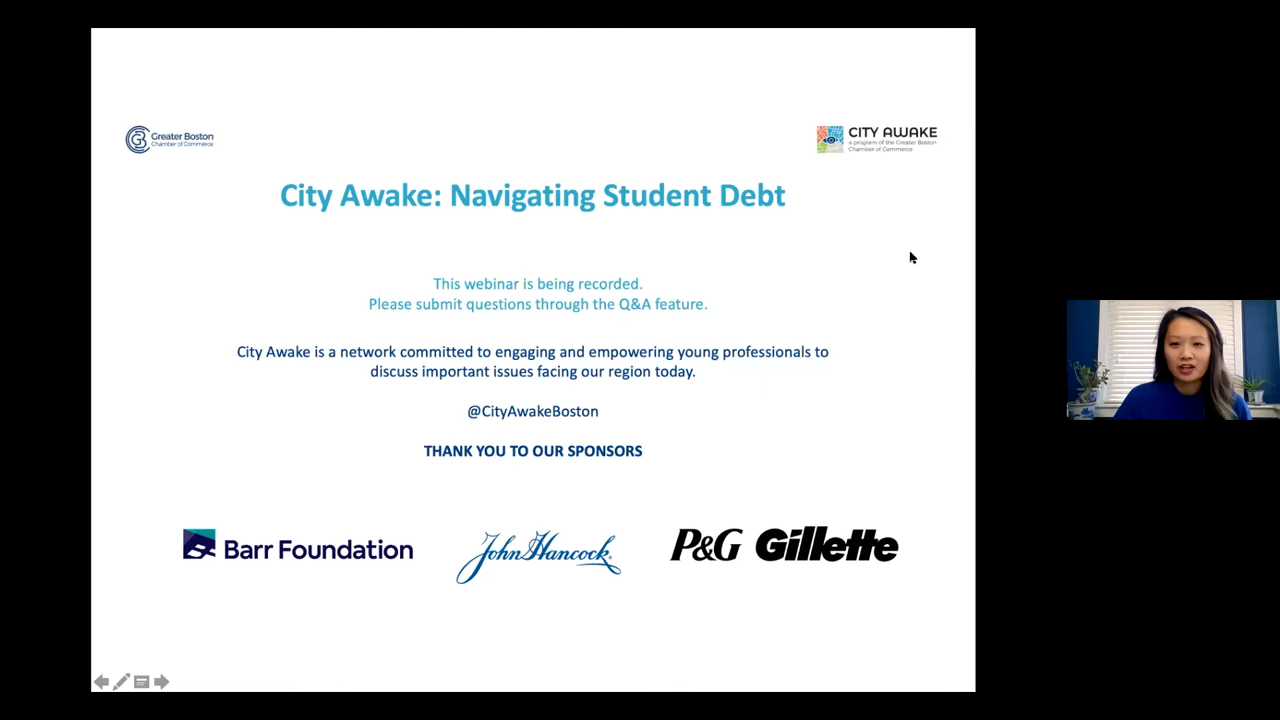 Greater Boston
Chamber of Commerce
CITY AWAKE
a program of the Greater Boston
Chamber of Commerce
City Awake: Navigating Student Debt
This webinar is being recorded.
Please submit questions through the Q&A feature.
City Awake is a network committed to engaging and empowering young professionals to
discuss important issues facing our region today.
@CityAwakeBoston
THANK YOU TO OUR SPONSORS
Barr Foundation
John Hancock
P&G Gillette